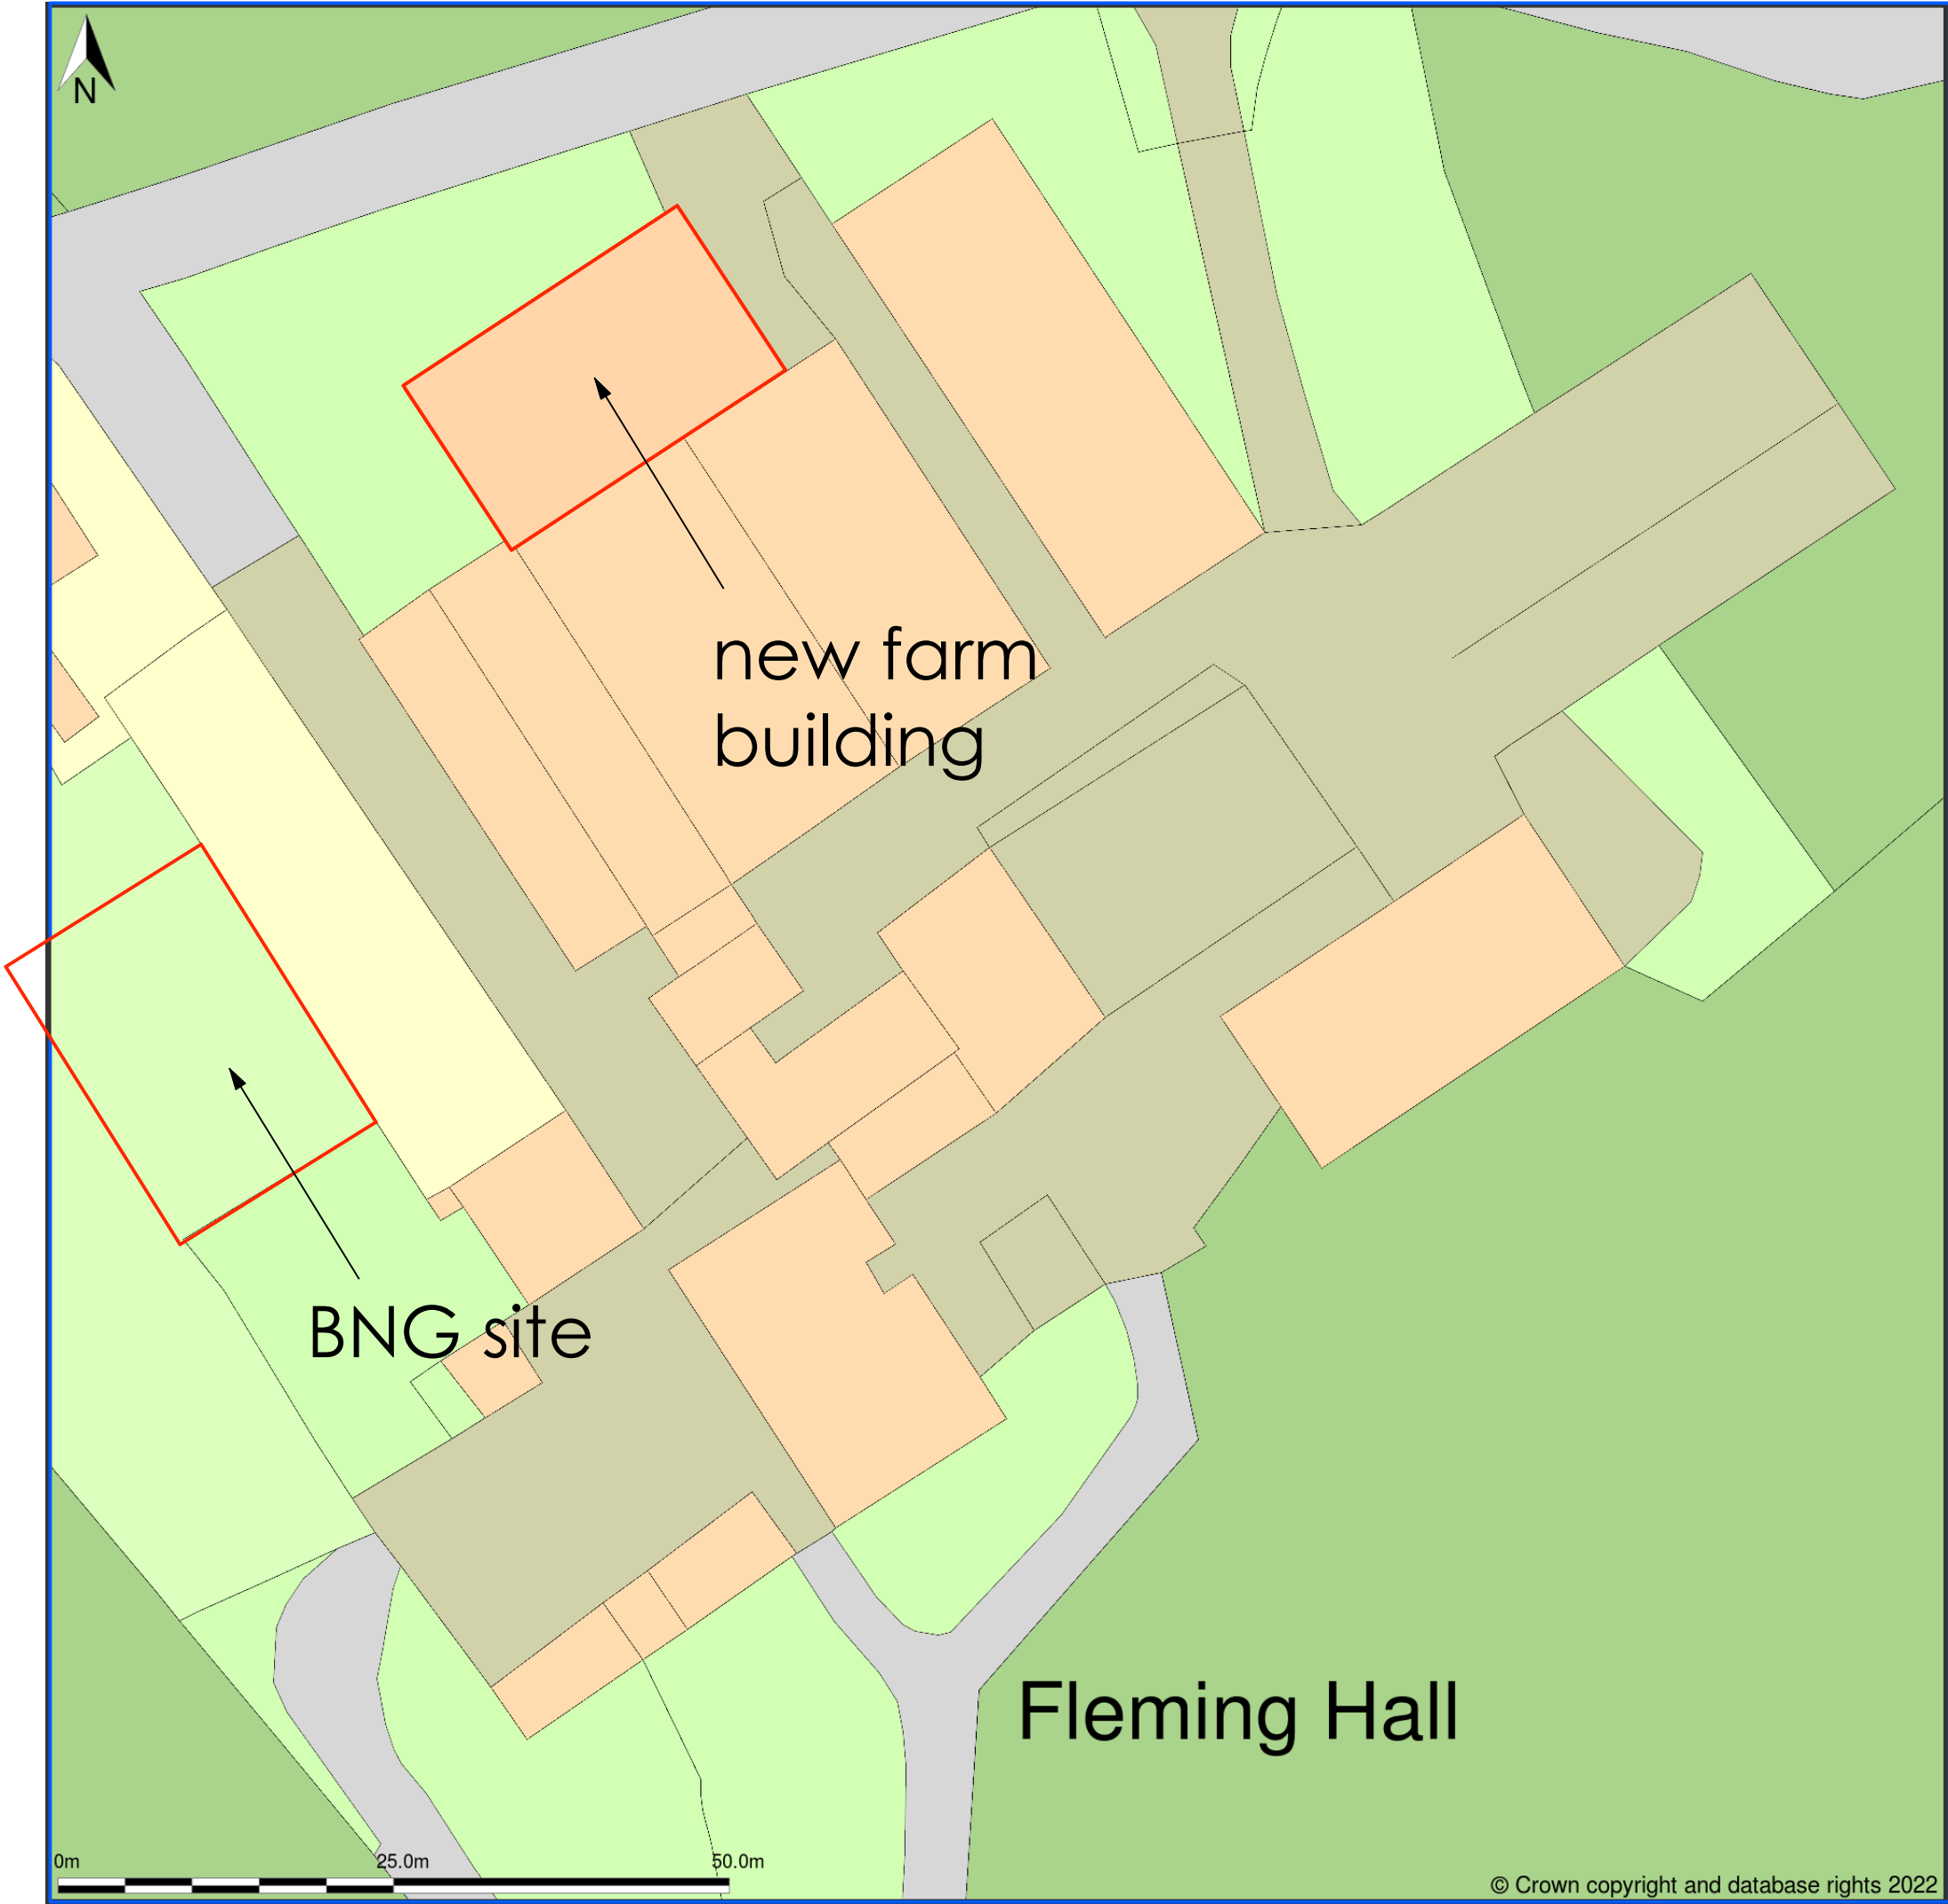 N
new farm
building
BNG site
Fleming Hall
0m 25.0m 50.0m
© Crown copyright and database rights 2022